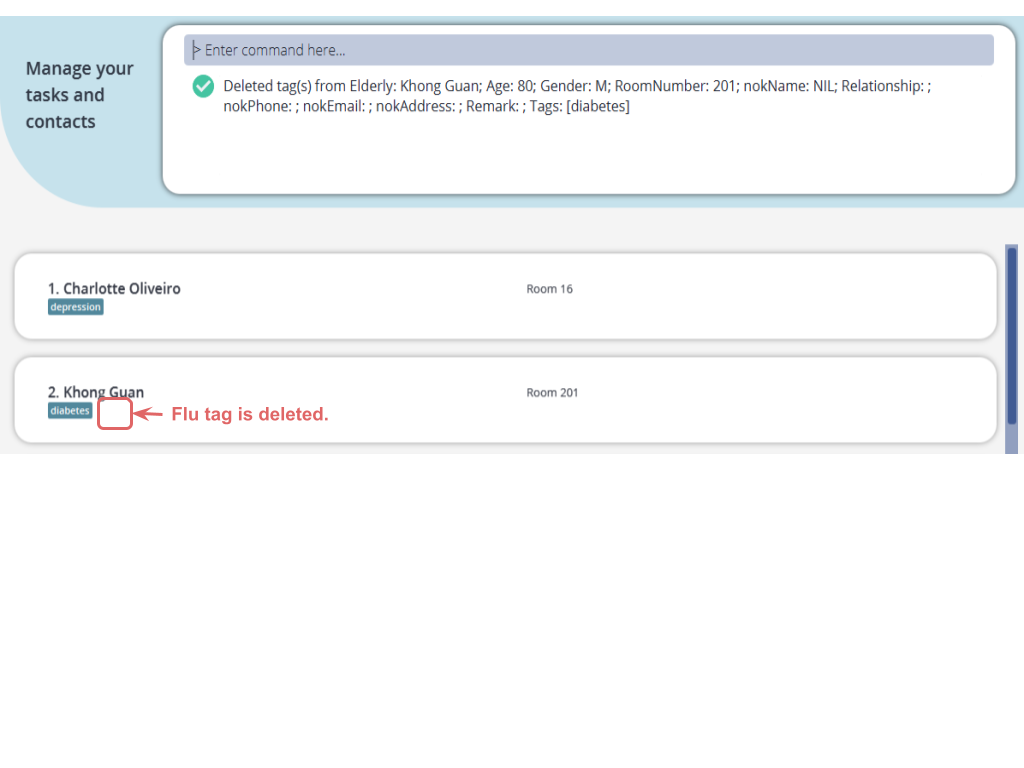 Manage your
tasks and
contacts
> Enter command here...
Deleted tag(s) from Elderly: Khong Guan; Age: 80; Gender: M; RoomNumber: 201; nokName: NIL; Relationship: ;
nokPhone: ; nokEmail: ; nokAddress: ; Remark: ; Tags: [diabetes]
1. Charlotte Oliveiro
Room 16
depression
2. Khong Guan
Room 201
diabetes
Flu tag is deleted.